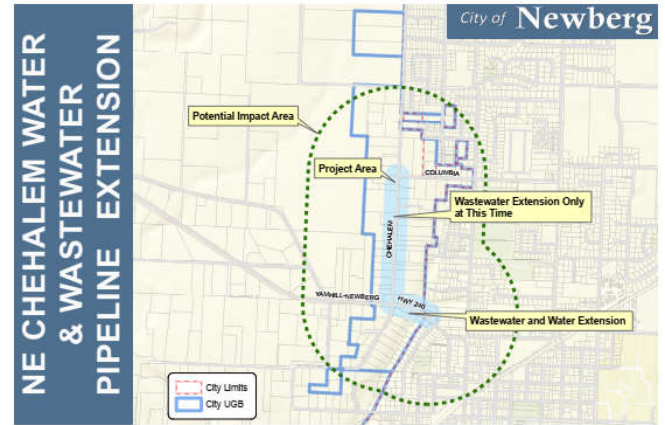 NE CHEHALEM WATER
& WASTEWATER
PIPELINE EXTENSION
City of Newberg
Potential Impact Area
Project Area
COLUMBIA
Wastewater Extension Only
at This Time
CHEHALEM
YAMHILL-NEWBERG
HWY 240
Wastewater and Water Extension
City Limits
City UGB